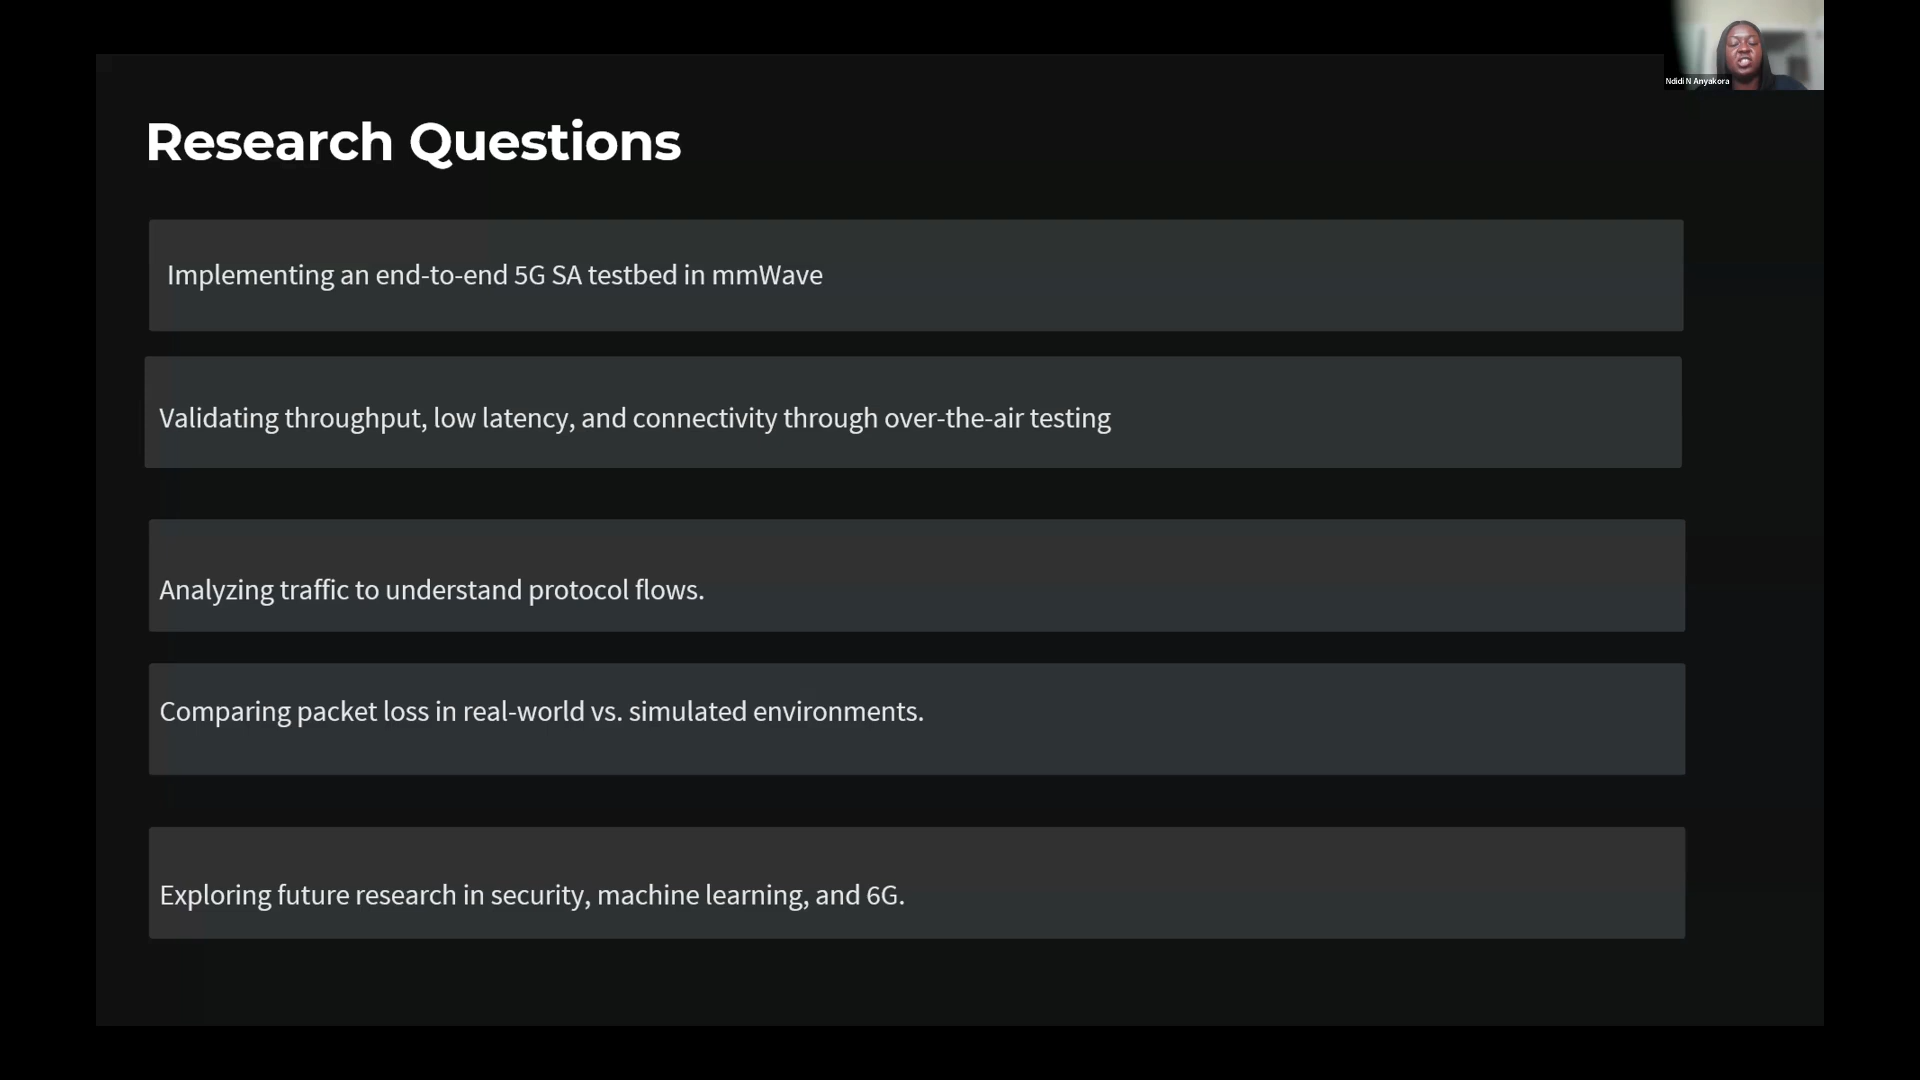 Ndidi N Anyakora
Research Questions
Implementing an end-to-end 5G SA testbed in mmWave
Validating throughput, low latency, and connectivity through over-the-air testing
Analyzing traffic to understand protocol flows.
Comparing packet loss in real-world vs. simulated environments.
Exploring future research in security, machine learning, and 6G.